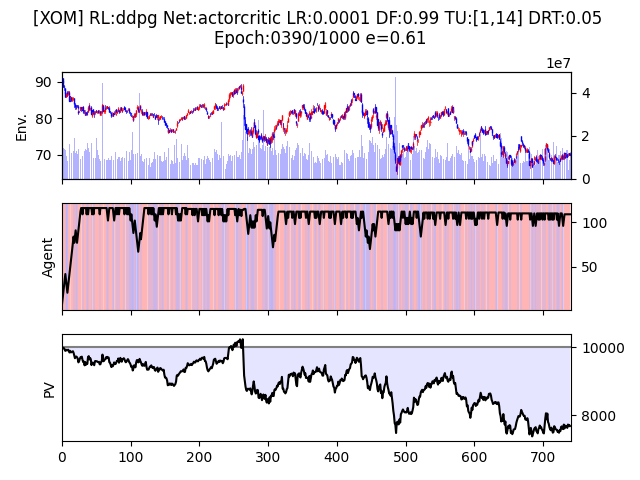 [XOM] RL:ddpg Net:actorcritic LR:0.0001 DF:0.99 TU:[1,14] DRT:0.05
Epoch:0390/1000 e=0.61
1e7
90
80
70
Env.
4
2
0
Agent
100
50
PV
10000
8000
0 100 200 300 400 500 600 700